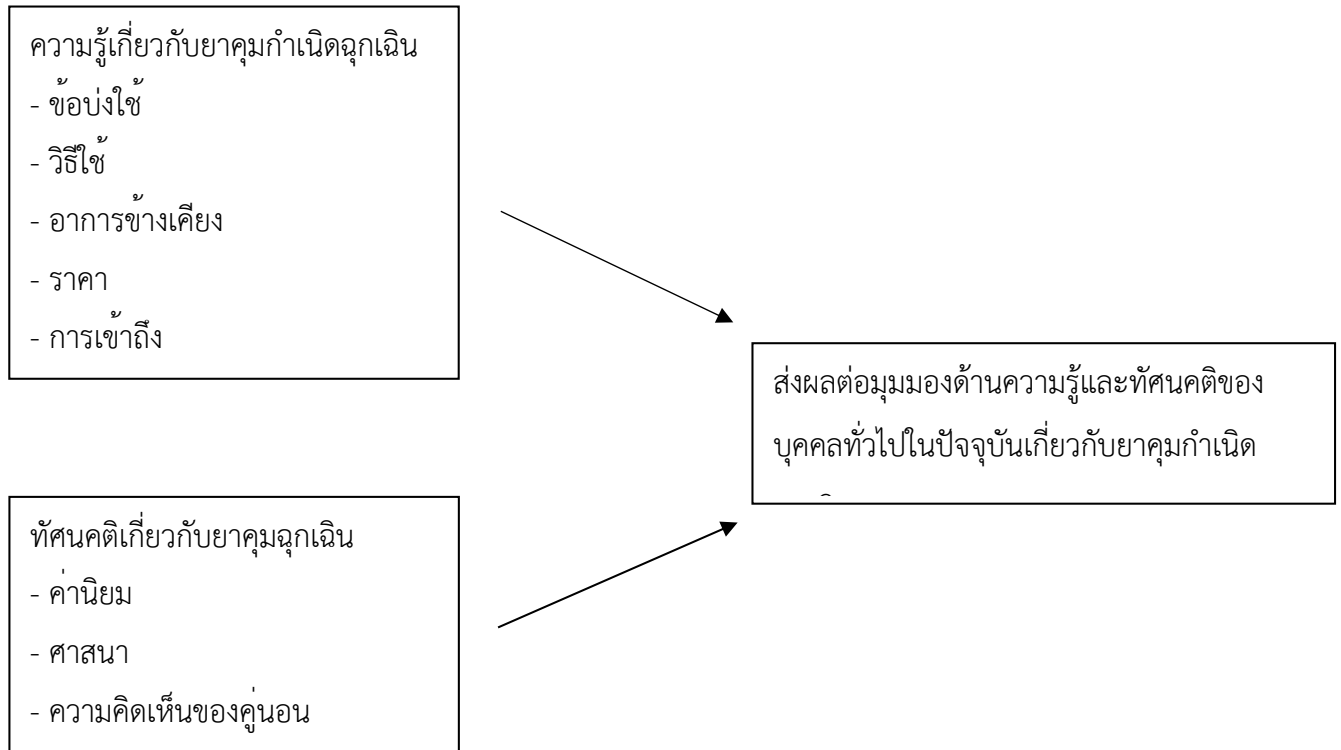 ความรู้เกี่ยวกับยาคุมกำเนิดฉุกเฉิน
- ข้อบ่งใช้
- วิธีใช้
- อาการข้างเคียง
- ราคา
- การเข้าถึง
ทัศนคติเกี่ยวกับยาคุมฉุกเฉิน
- ค่านิยม
- ศาสนา
- ความคิดเห็นของคู่นอน
ส่งผลต่อมุมมองด้านความรู้และทัศนคติของ
บุคคลทั่วไปในปัจจุบันเกี่ยวกับยาคุมกำเนิด